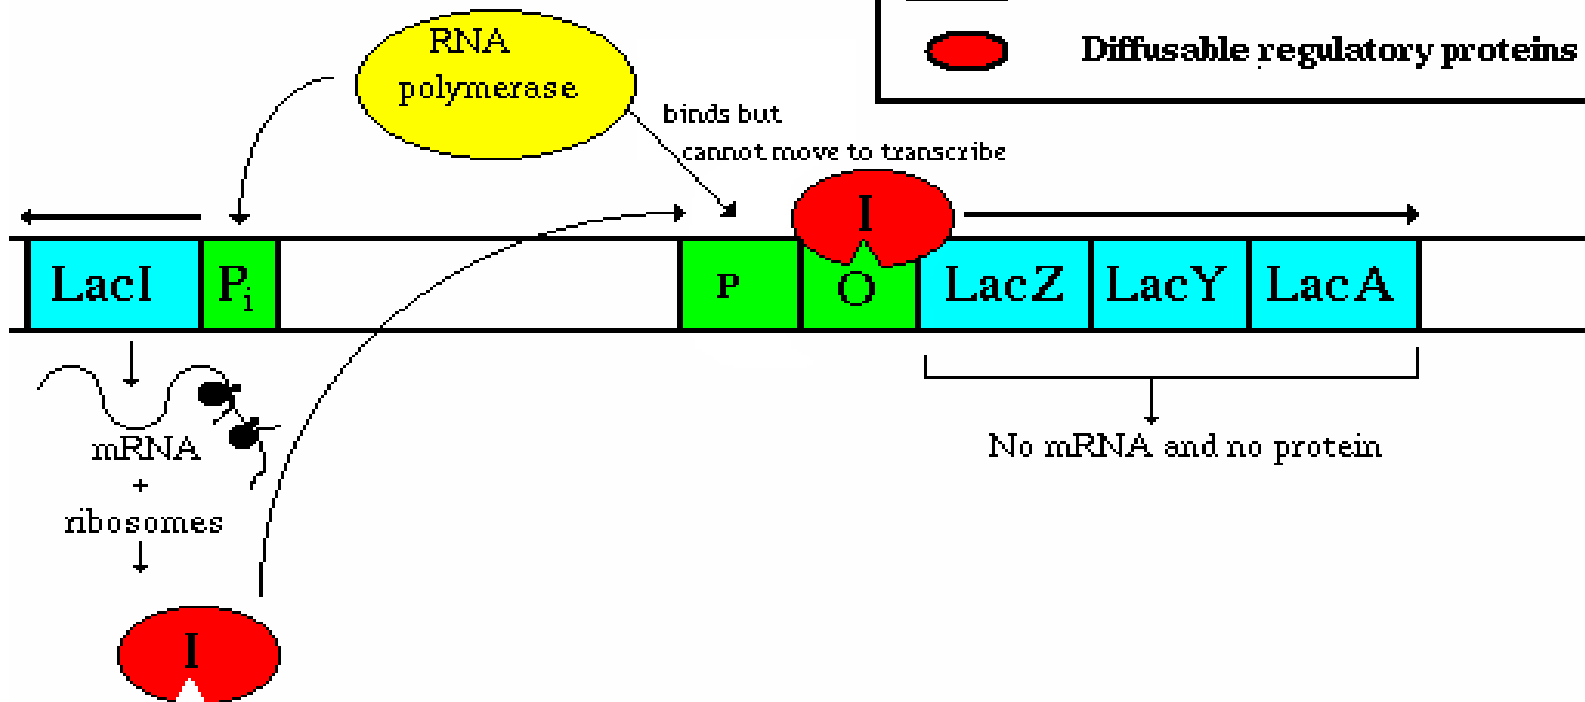 RNA
polymerase
Diffusable regulatory proteins
binds but
cannot move to transcribe
I
LacI
Pi
P
O
LacZ
LacY
LacA
mRNA
+
ribosomes
No mRNA and no protein
I